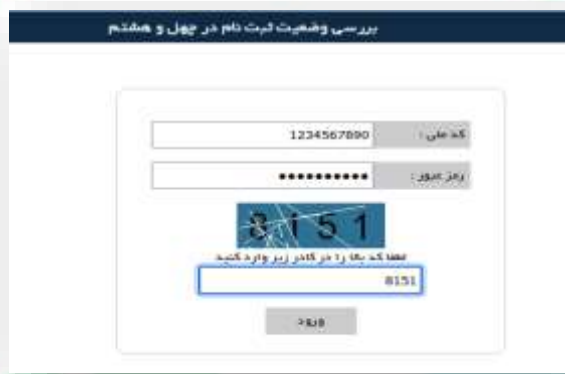 بررسی وضعیت ثبت نام در چهل و هشتم
کد ملی :
1234567890
رمز عبور :
••••••••••
8151
لطفا کد بالا را در کادر زیر وارد کنید
8151
ورود